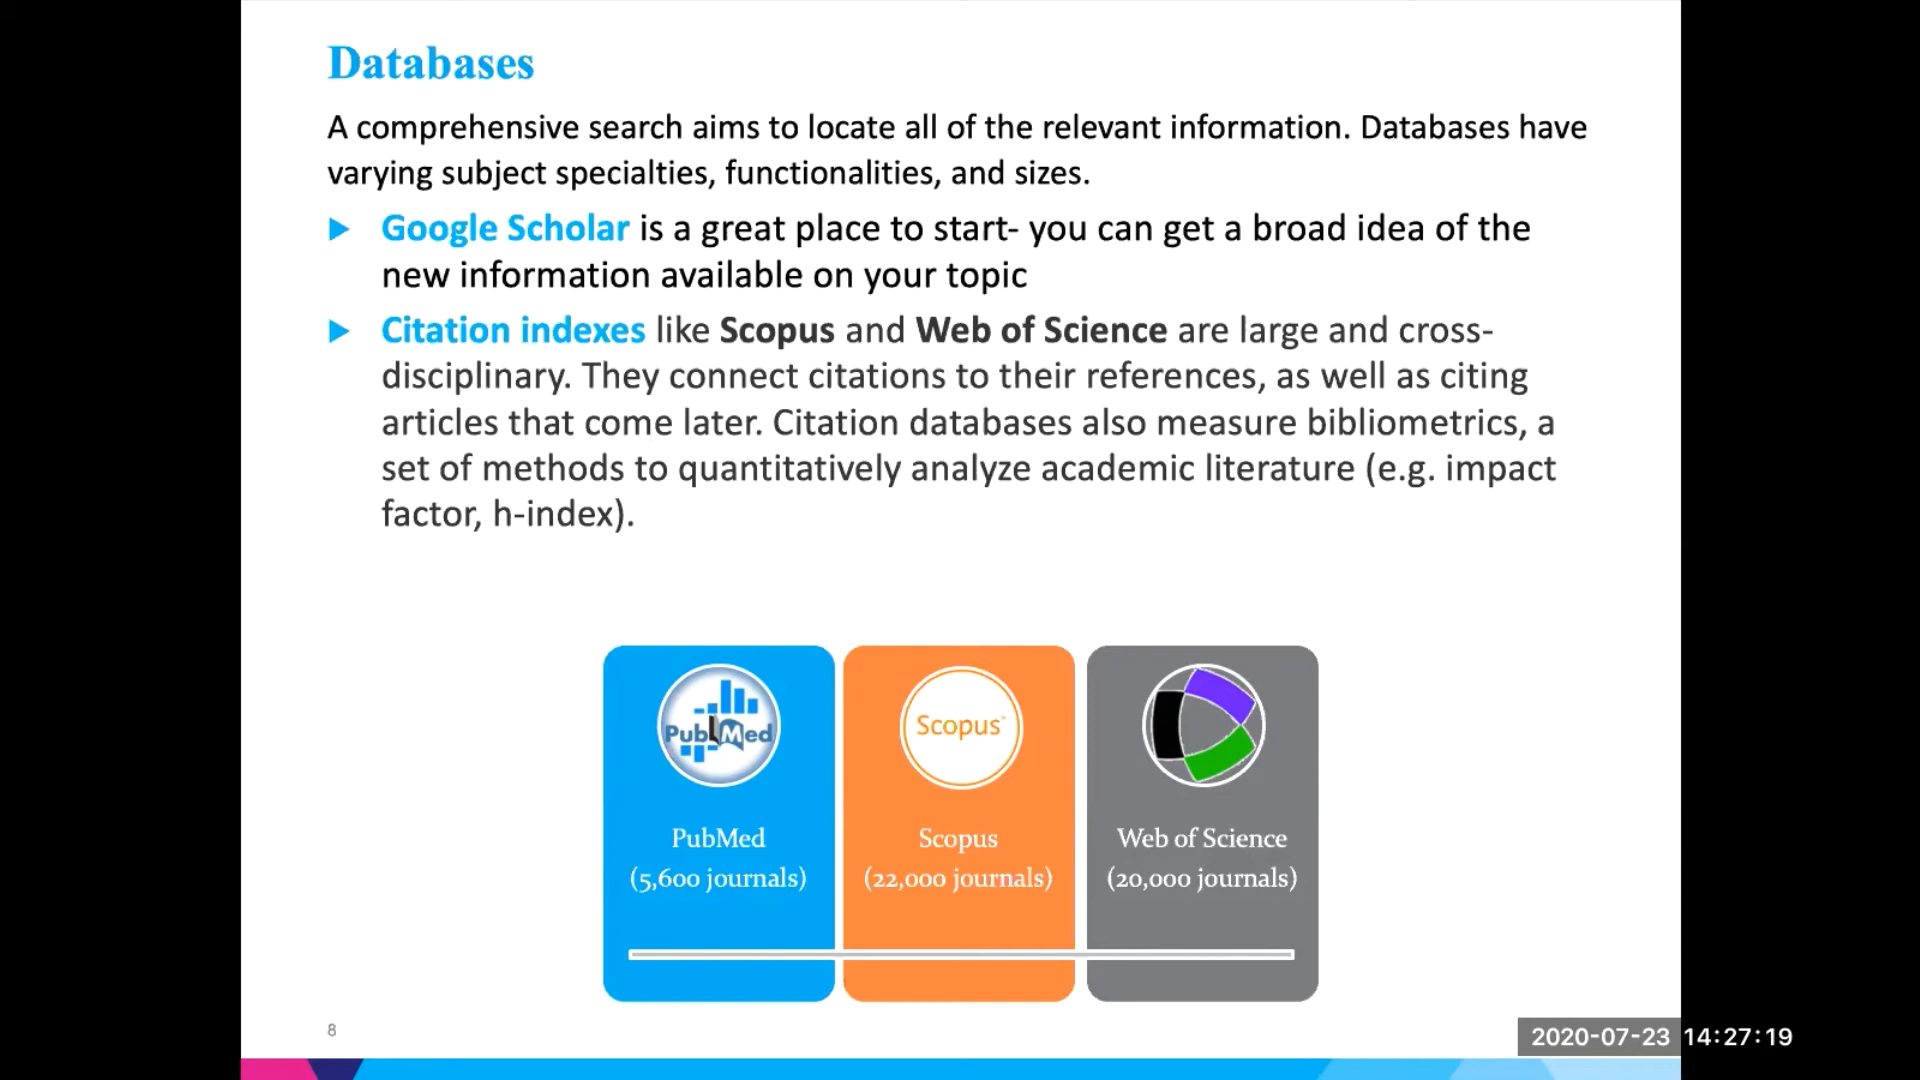 Databases
A comprehensive search aims to locate all of the relevant information. Databases have
varying subject specialties, functionalities, and sizes.
Google Scholar is a great place to start- you can get a broad idea of the
new information available on your topic
Citation indexes like Scopus and Web of Science are large and cross-
disciplinary. They connect citations to their references, as well as citing
articles that come later. Citation databases also measure bibliometrics, a
set of methods to quantitatively analyze academic literature (e.g. impact
factor, h-index).
PubMed
Scopus
PubMed
(5,600 journals)
Scopus
(22,000 journals)
Web of Science
(20,000 journals)
8
2020-07-23 14:27:19